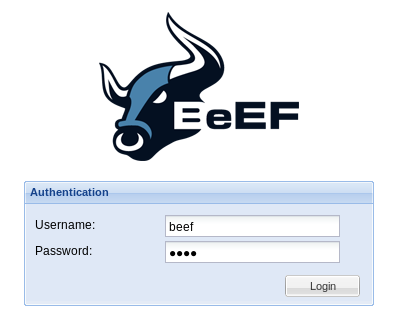 BeEF
Authentication
Username:
beef
Password:
●●●●
Login